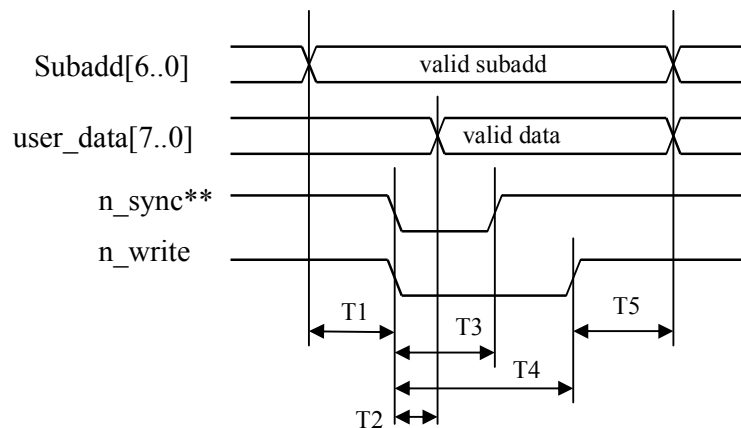 Subadd[6..0]
valid subadd
user_data[7..0]
valid data
n_sync**
n_write
T1
T3
T5
T4
T2